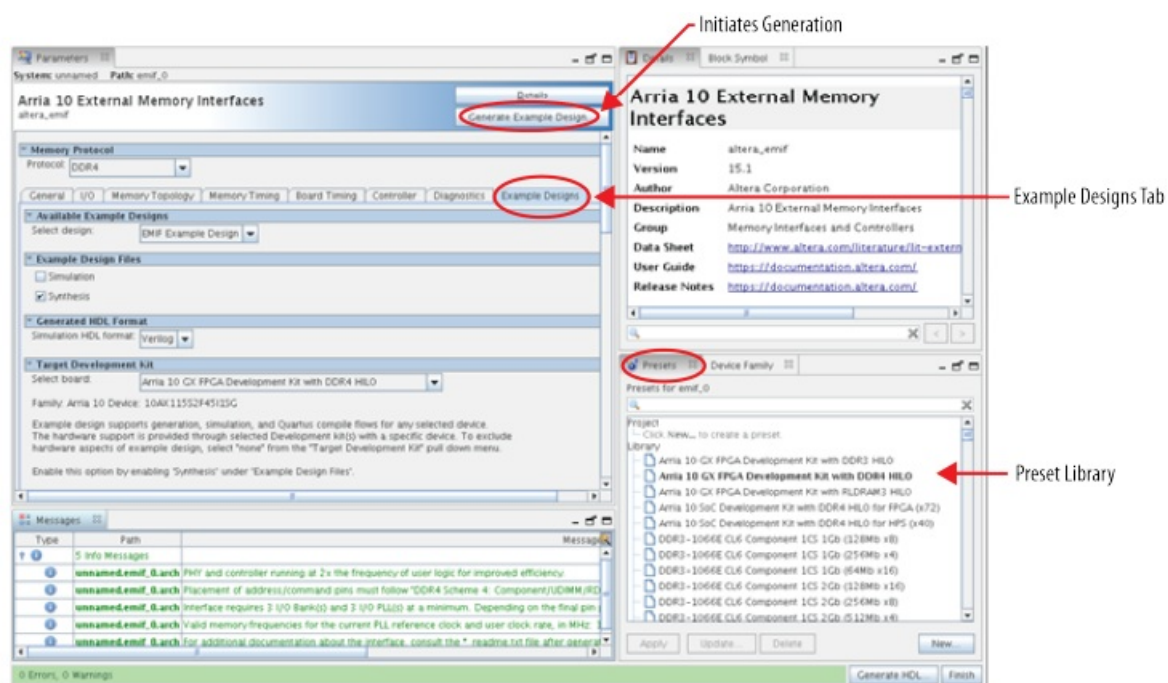 Initiates Generation
Parameters
System: unnamed Path: emif_0
Arria 10 External Memory Interfaces
altera_emif
Details
Generate Example Design...
Memory Protocol
Protocol: DDR4
General I/O Memory Topology Memory Timing Board Timing Controller Diagnostics Example Designs
Available Example Designs
Select design: EMIF Example Design
Example Design Files
Simulation
Synthesis
Generated HDL Format
Simulation HDL format: Verilog
Target Development Kit
Select board: Arria 10 GX FPGA Development Kit with DDR4 HILO
Family: Arria 10 Device: 10AX115S2F45I1SG
Example design supports generation, simulation, and Quartus compile flows for any selected device.
The hardware support is provided through selected Development kit(s) with a specific device. To exclude
hardware aspects of example design, select "none" from the "Target Development Kit" pull down menu.
Enable this option by enabling 'Synthesis' under "Example Design Files".
Messages
Type Path Message
5 Info Messages
unnamed.emif_0.arch PHY and controller running at 2x the frequency of user logic for improved efficiency.
unnamed.emif_0.arch Placement of address/command pins must follow "DDR4 Scheme 4: Component/UDIMM/RD
unnamed.emif_0.arch Interface requires 3 I/O Bank(s) and 3 I/O PLL(s) at a minimum. Depending on the final pin
unnamed.emif_0.arch Valid memory frequencies for the current PLL reference clock and user clock rate, in MHz: 1
unnamed.emif_0.arch For additional documentation about the interface, consult the *_readme.txt file after general
0 Errors, 0 Warnings
Details Block Symbol
Arria 10 External Memory
Interfaces
Name altera_emif
Version 15.1
Author Altera Corporation
Description Arria 10 External Memory Interfaces
Group Memory Interfaces and Controllers
Data Sheet http://www.altera.com/literature/lit-extern
User Guide https://documentation.altera.com/
Release Notes https://documentation.altera.com/
Example Designs Tab
Presets Device Family
Presets for emif_0
Project
Click New... to create a preset
Library
Arria 10 GX FPGA Development Kit with DDR3 HILO
Arria 10 GX FPGA Development Kit with DDR4 HILO
Arria 10 GX FPGA Development Kit with RLDRAM3 HILO
Arria 10 SoC Development Kit with DDR4 HILO for FPGA (x72)
Arria 10 SoC Development Kit with DDR4 HILO for HPS (x40)
DDR3-1066E CL6 Component 1CS 1Gb (128Mb x8)
DDR3-1066E CL6 Component 1CS 1Gb (256Mb x4)
DDR3-1066E CL6 Component 1CS 1Gb (64Mb x16)
DDR3-1066E CL6 Component 1CS 2Gb (128Mb x16)
DDR3-1066E CL6 Component 1CS 2Gb (256Mb x8)
DDR3-1066E CL6 Component 1CS 2Gb (512Mb x4)
Preset Library
Apply Update... Delete New...
Generate HDL... Finish